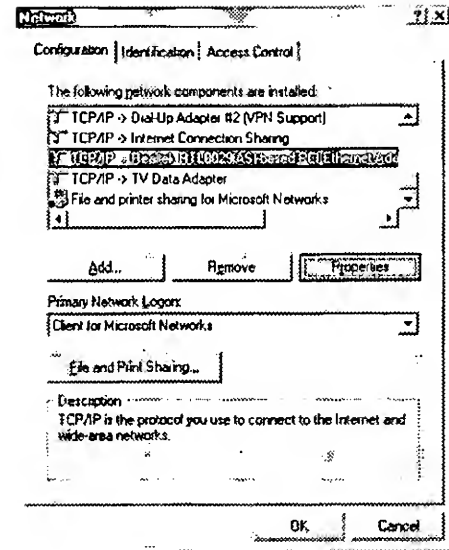 Network
Configuration Identification Access Control
The following network components are installed:
TCP/IP -> Dial-Up Adapter #2 (VPN Support)
TCP/IP -> Internet Connection Sharing
TCP/IP -> Realtek
TCP/IP -> TV Data Adapter
File and printer sharing for Microsoft Networks
Add... Remove Properties
Primary Network Logon:
Client for Microsoft Networks
File and Print Sharing...
Description
TCP/IP is the protocol you use to connect to the Internet and
wide-area networks.
OK Cancel